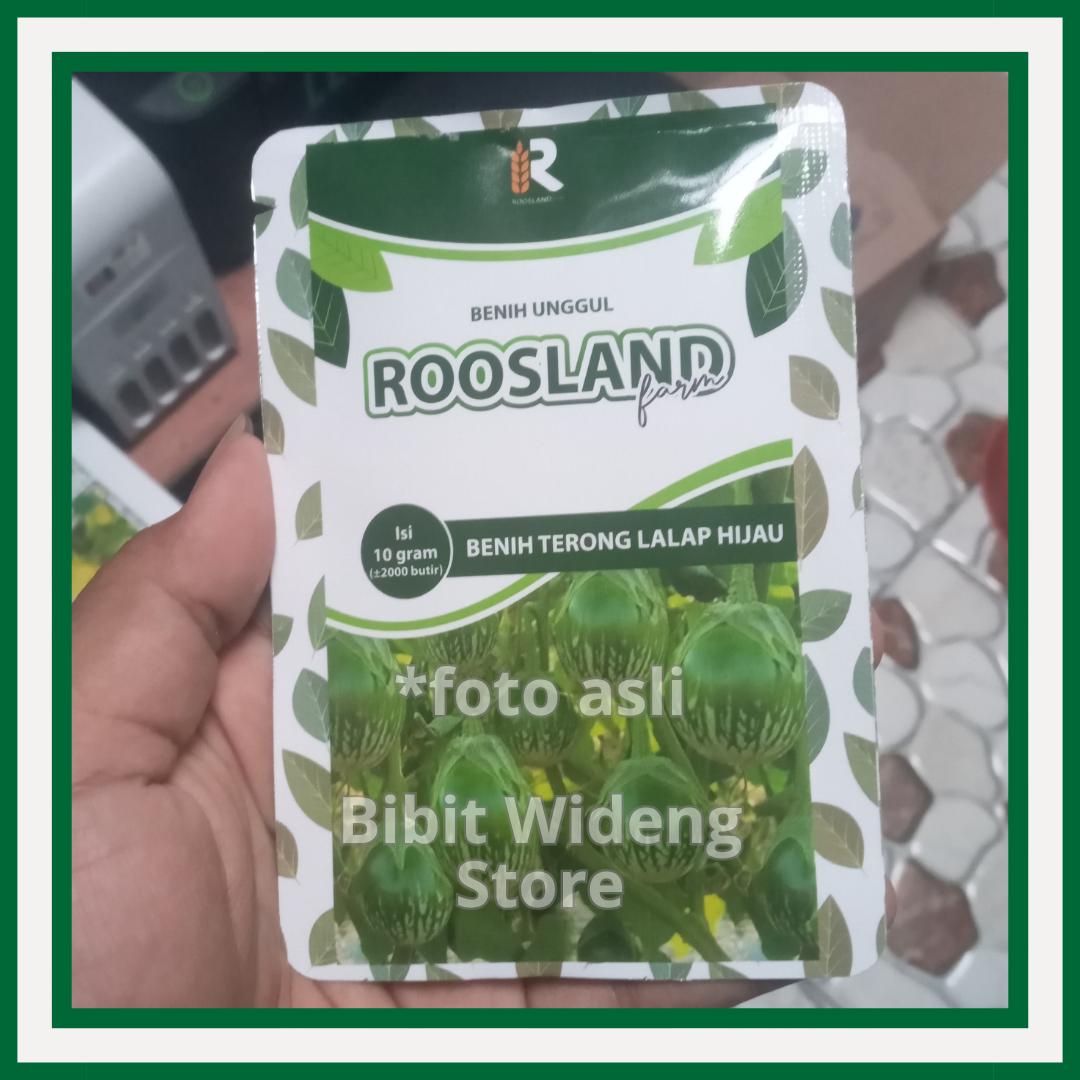 R
ROOSLAND
BENIH UNGGUL
ROOSLAND
farm
Isi
10 gram
(±2000 butir)
BENIH TERONG LALAP HIJAU
*foto asli
Bibit Wideng
Store